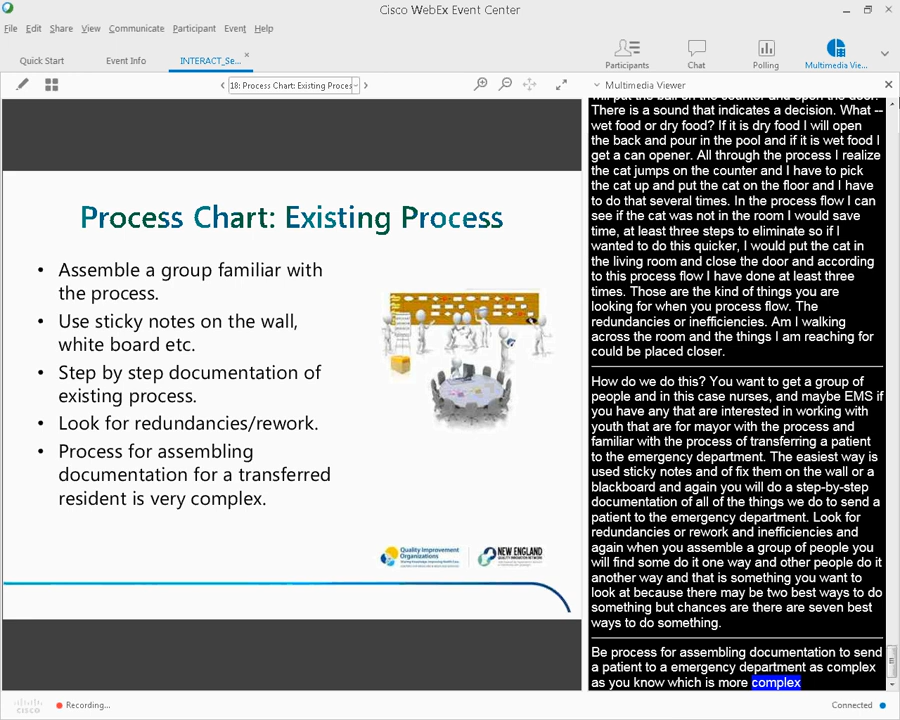 Cisco WebEx Event Center
File Edit Share View Communicate Participant Event Help
Quick Start
Event Info
INTERACT_Se...
Participants
Chat
Polling
Multimedia Vie...
18: Process Chart: Existing Proces
Multimedia Viewer
Process Chart: Existing Process
• Assemble a group familiar with
the process.
• Use sticky notes on the wall,
white board etc.
• Step by step documentation of
existing process.
• Look for redundancies/rework.
• Process for assembling
documentation for a transferred
resident is very complex.
Quality Improvement
Organizations
NEW ENGLAND
will put the ball on the counter and open the door.
There is a sound that indicates a decision. What --
wet food or dry food? If it is dry food I will open
the back and pour in the pool and if it is wet food I
get a can opener. All through the process I realize
the cat jumps on the counter and I have to pick
the cat up and put the cat on the floor and I have
to do that several times. In the process flow I can
see if the cat was not in the room I would save
time, at least three steps to eliminate so if I
wanted to do this quicker, I would put the cat in
the living room and close the door and according
to this process flow I have done at least three
times. Those are the kind of things you are
looking for when you process flow. The
redundancies or inefficiencies. Am I walking
across the room and the things I am reaching for
could be placed closer.
How do we do this? You want to get a group of
people and in this case nurses, and maybe EMS if
you have any that are interested in working with
youth that are for mayor with the process and
familiar with the process of transferring a patient
to the emergency department. The easiest way is
used sticky notes and of fix them on the wall or a
blackboard and again you will do a step-by-step
documentation of all of the things we do to send a
patient to the emergency department. Look for
redundancies or rework and inefficiencies and
again when you assemble a group of people you
will find some do it one way and other people do it
another way and that is something you want to
look at because there may be two best ways to do
something but chances are there are seven best
ways to do something.
Be process for assembling documentation to send
a patient to a emergency department as complex
as you know which is more complex
cisco
Recording...
Connected